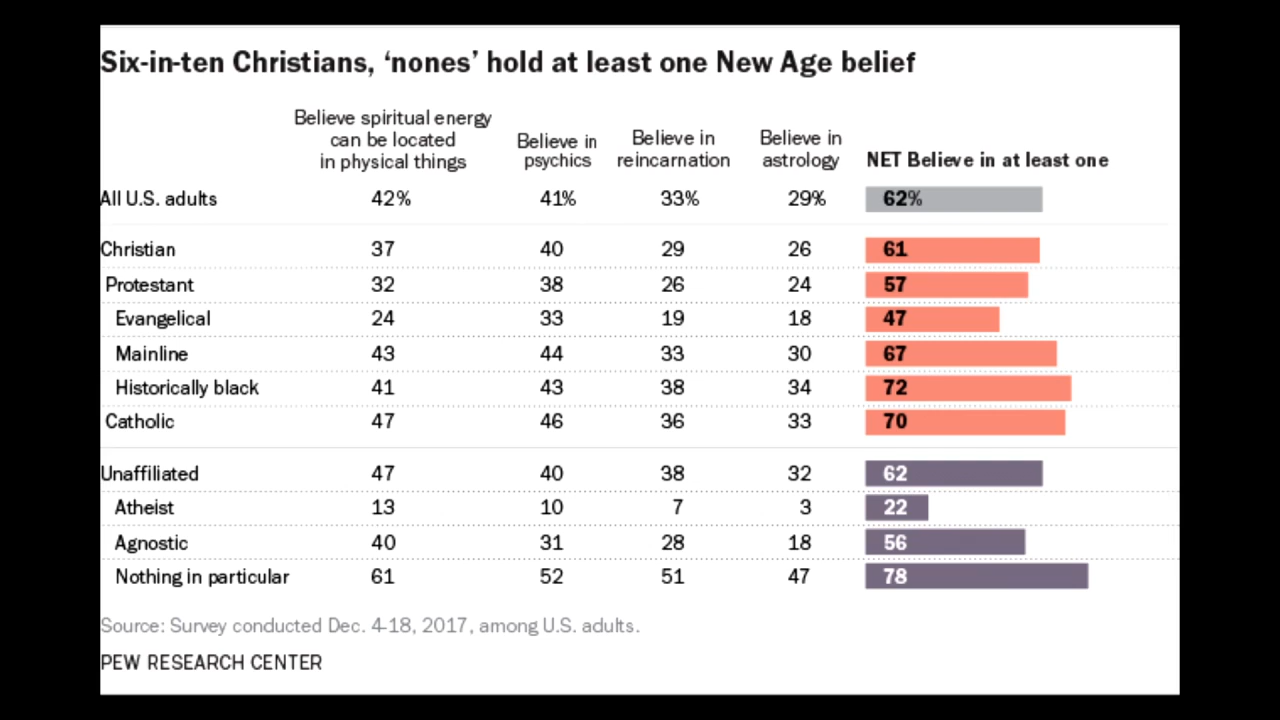 Six-in-ten Christians, ‘nones’ hold at least one New Age belief
Believe spiritual energy
can be located
in physical things
Believe in
psychics
Believe in
reincarnation
Believe in
astrology
NET Believe in at least one
All U.S. adults 42% 41% 33% 29% 62%
Christian 37 40 29 26 61
Protestant 32 38 26 24 57
Evangelical 24 33 19 18 47
Mainline 43 44 33 30 67
Historically black 41 43 38 34 72
Catholic 47 46 36 33 70
Unaffiliated 47 40 38 32 62
Atheist 13 10 7 3 22
Agnostic 40 31 28 18 56
Nothing in particular 61 52 51 47 78
Source: Survey conducted Dec. 4-18, 2017, among U.S. adults.
PEW RESEARCH CENTER